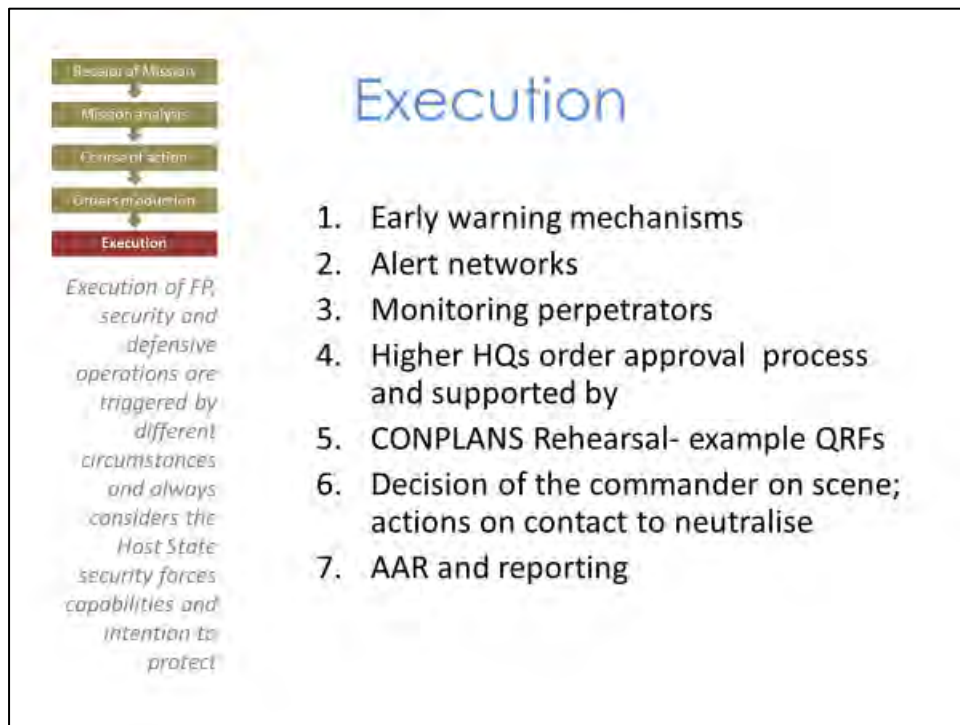 Receipt of Mission
Mission analysis
Course of action
Orders production
Execution
Execution of FP,
security and
defensive
operations are
triggered by
different
circumstances
and always
considers the
Host State
security forces
capabilities and
intention to
protect
Execution
1. Early warning mechanisms
2. Alert networks
3. Monitoring perpetrators
4. Higher HQs order approval process
and supported by
5. CONPLANS Rehearsal- example QRFs
6. Decision of the commander on scene;
actions on contact to neutralise
7. AAR and reporting